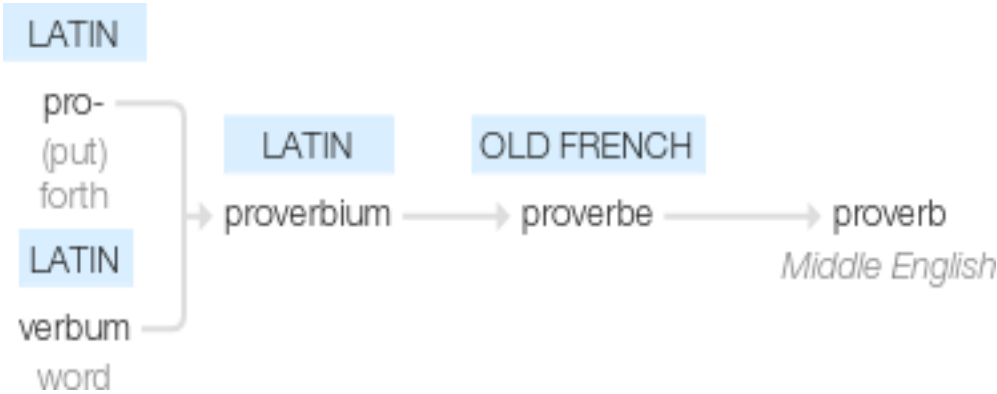 LATIN
pro-
(put)
forth
LATIN
verbum
word
LATIN
proverbium
OLD FRENCH
proverbe
proverb
Middle English